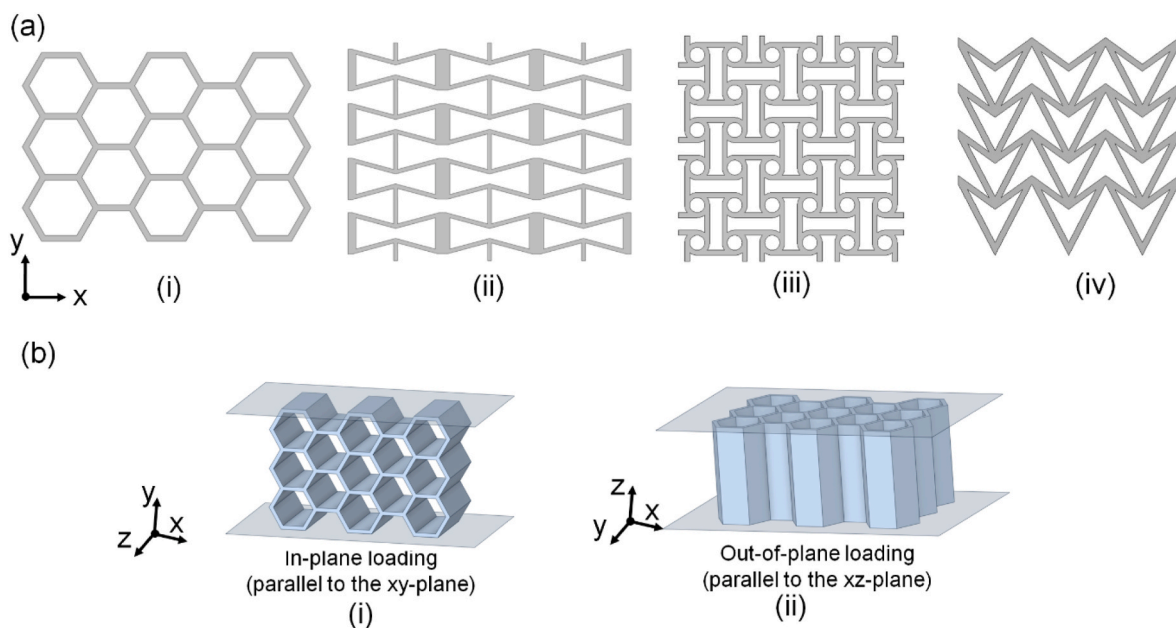 (a)
y
x
(i)
(ii)
(iii)
(iv)
(b)
y
z
x
In-plane loading
(parallel to the xy-plane)
(i)
z
y
x
Out-of-plane loading
(parallel to the xz-plane)
(ii)